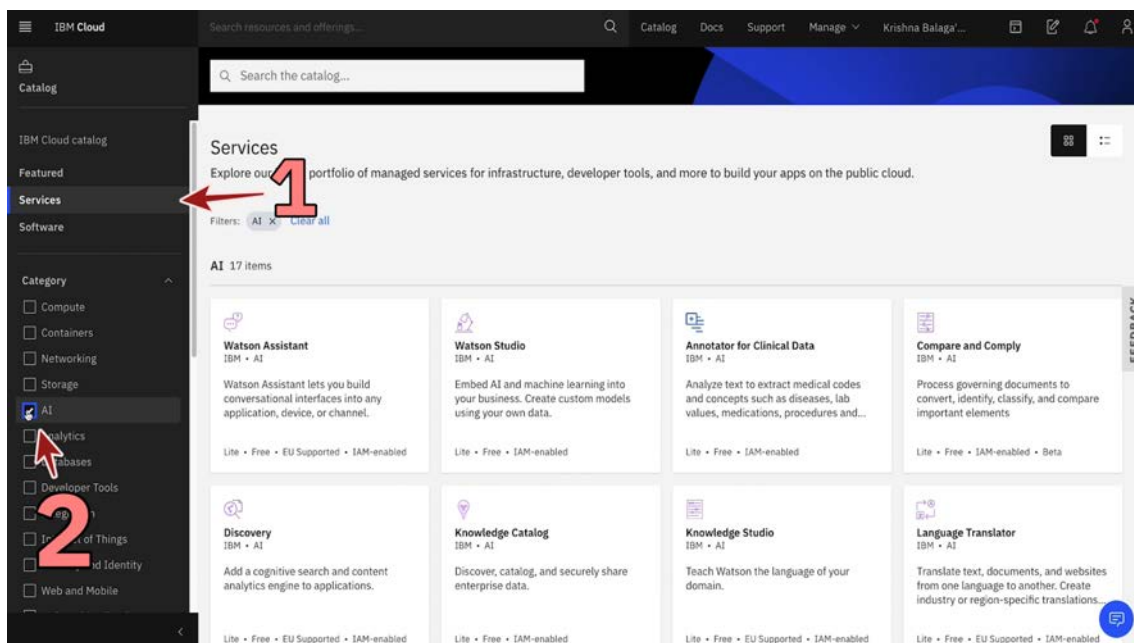 IBM Cloud
Search resources and offerings...
Catalog
Docs
Support
Manage
Krishna Balaga'...
Catalog
Search the catalog...
IBM Cloud catalog
Featured
Services
Software
Category
Compute
Containers
Networking
Storage
AI
Databases
Developer Tools
Web and Mobile
1
2
Services
Explore our portfolio of managed services for infrastructure, developer tools, and more to build your apps on the public cloud.
Filters: AI × Clear all
AI 17 items
Watson Assistant
IBM • AI
Watson Assistant lets you build
conversational interfaces into any
application, device, or channel.
Lite • Free • EU Supported • IAM-enabled
Watson Studio
IBM • AI
Embed AI and machine learning into
your business. Create custom models
using your own data.
Lite • Free • IAM-enabled
Annotator for Clinical Data
IBM • AI
Analyze text to extract medical codes
and concepts such as diseases, lab
values, medications, procedures and...
Lite • Free • IAM-enabled
Compare and Comply
IBM • AI
Process governing documents to
convert, identify, classify, and compare
important elements
Lite • Free • IAM-enabled • Beta
Discovery
IBM • AI
Add a cognitive search and content
analytics engine to applications.
Lite • Free • EU Supported • IAM-enabled
Knowledge Catalog
IBM • AI
Discover, catalog, and securely share
enterprise data.
Lite • Free • IAM-enabled
Knowledge Studio
IBM • AI
Teach Watson the language of your
domain.
Lite • Free • EU Supported • IAM-enabled
Language Translator
IBM • AI
Translate text, documents, and websites
from one language to another. Create
industry or region-specific translations...
Lite • Free • EU Supported • IAM-enabled
FEEDBACK